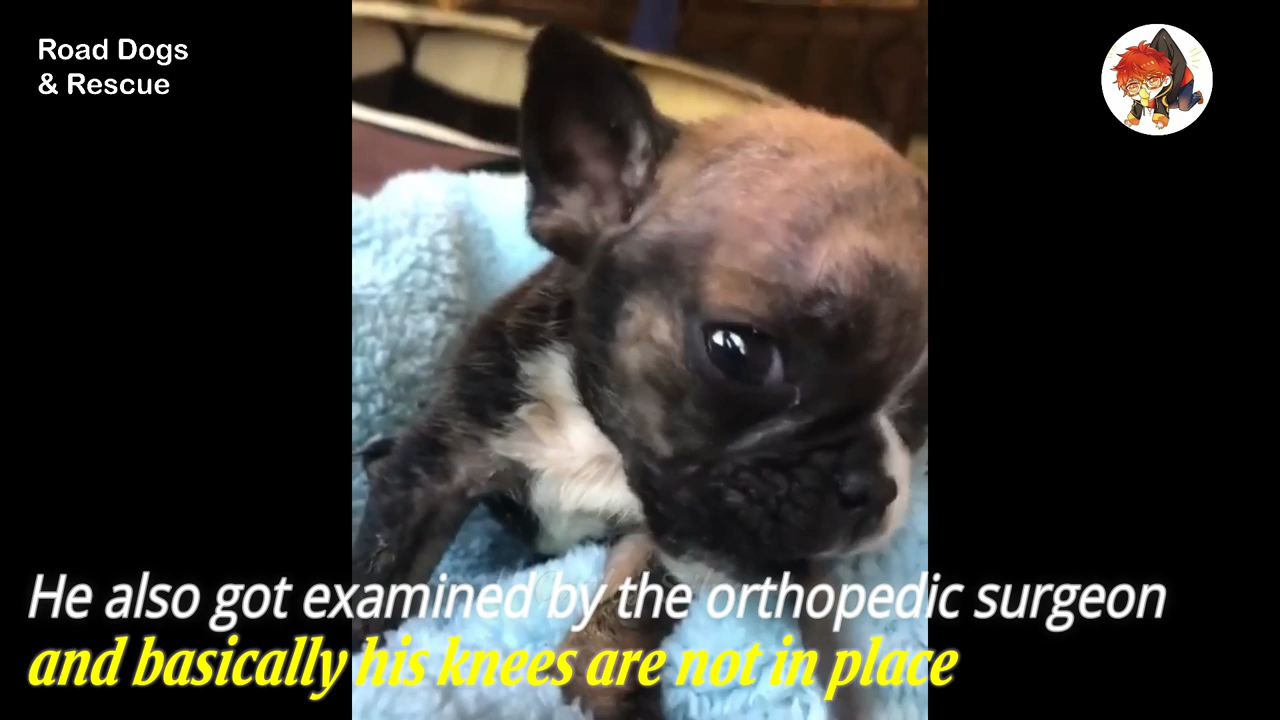 Road Dogs
& Rescue
He also got examined by the orthopedic surgeon
and basically his knees are not in place